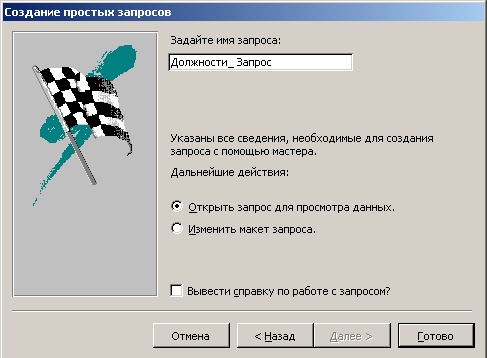 Создание простых запросов
Задайте имя запроса:
Должности_ Запрос
Указаны все сведения, необходимые для создания
запроса с помощью мастера.
Дальнейшие действия:
Открыть запрос для просмотра данных.
Изменить макет запроса.
Вывести справку по работе с запросом?
Отмена < Назад Далее > Готово